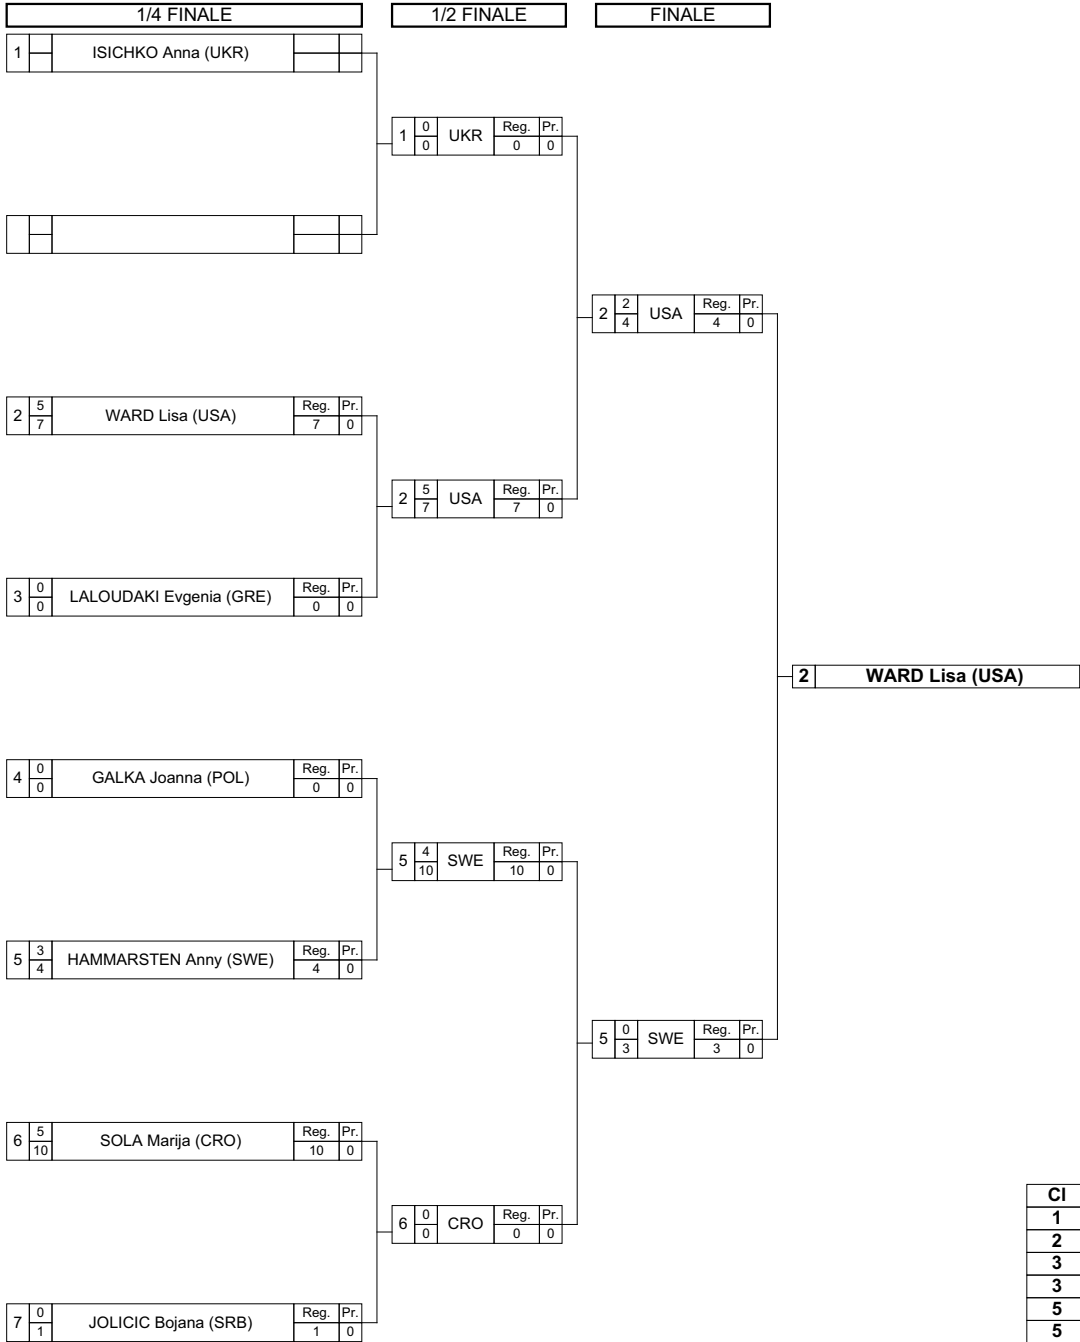 1/4 FINALE 1/2 FINALE FINALE
1 ISICHKO Anna (UKR)
1 0 0 UKR Reg. Pr. 0 0
2 2 4 USA Reg. Pr. 4 0
2 5 7 WARD Lisa (USA) Reg. Pr. 7 0
2 5 7 USA Reg. Pr. 7 0
3 0 0 LALOUDAKI Evgenia (GRE) Reg. Pr. 0 0
2 WARD Lisa (USA)
4 0 0 GALKA Joanna (POL) Reg. Pr. 0 0
5 4 10 SWE Reg. Pr. 10 0
5 3 4 HAMMARSTEN Anny (SWE) Reg. Pr. 4 0
5 0 3 SWE Reg. Pr. 3 0
6 5 10 SOLA Marija (CRO) Reg. Pr. 10 0
6 0 0 CRO Reg. Pr. 0 0
7 0 1 JOLICIC Bojana (SRB) Reg. Pr. 1 0
Cl
1
2
3
3
5
5